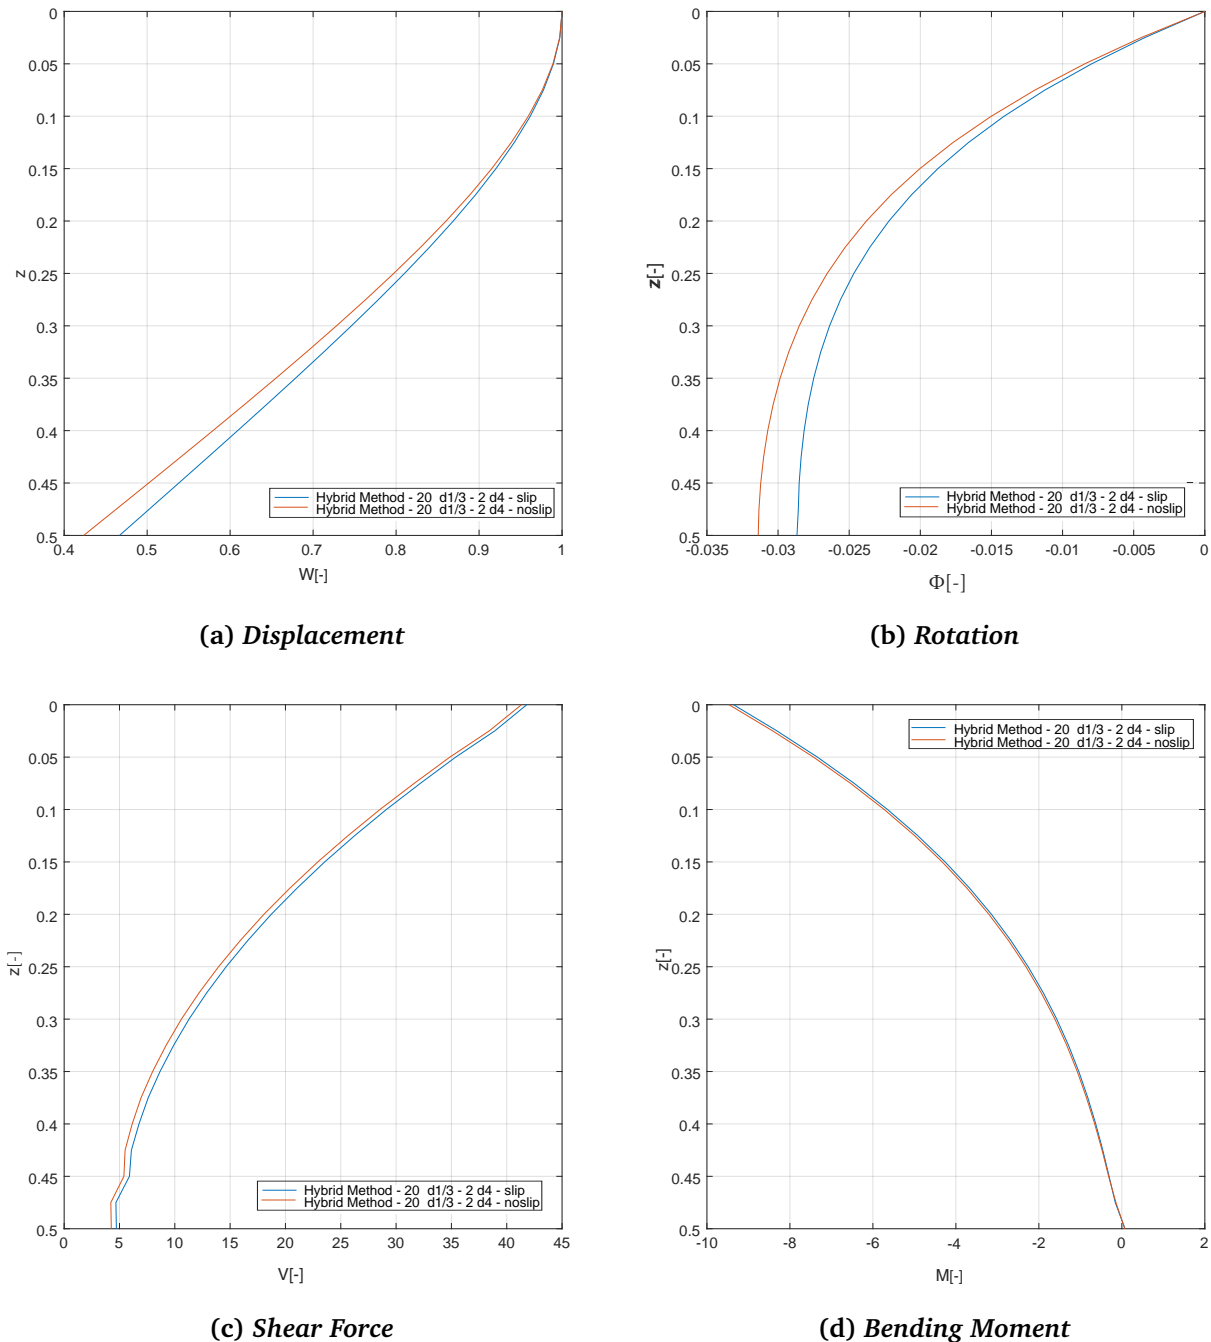 0
0.05
0.1
0.15
0.2
0.25
0.3
0.35
0.4
0.45
0.5
z
0.4 0.5 0.6 0.7 0.8 0.9 1
W[-]
Hybrid Method - 20 d1/3 - 2 d4 - slip
Hybrid Method - 20 d1/3 - 2 d4 - noslip
(a) Displacement
0
0.05
0.1
0.15
0.2
0.25
0.3
0.35
0.4
0.45
0.5
z[-]
-0.035 -0.03 -0.025 -0.02 -0.015 -0.01 -0.005 0
Φ[-]
Hybrid Method - 20 d1/3 - 2 d4 - slip
Hybrid Method - 20 d1/3 - 2 d4 - noslip
(b) Rotation
0
0.05
0.1
0.15
0.2
0.25
0.3
0.35
0.4
0.45
0.5
z[-]
0 5 10 15 20 25 30 35 40 45
V[-]
Hybrid Method - 20 d1/3 - 2 d4 - slip
Hybrid Method - 20 d1/3 - 2 d4 - noslip
(c) Shear Force
0
0.05
0.1
0.15
0.2
0.25
0.3
0.35
0.4
0.45
0.5
z[-]
-10 -8 -6 -4 -2 0 2
M[-]
Hybrid Method - 20 d1/3 - 2 d4 - slip
Hybrid Method - 20 d1/3 - 2 d4 - noslip
(d) Bending Moment